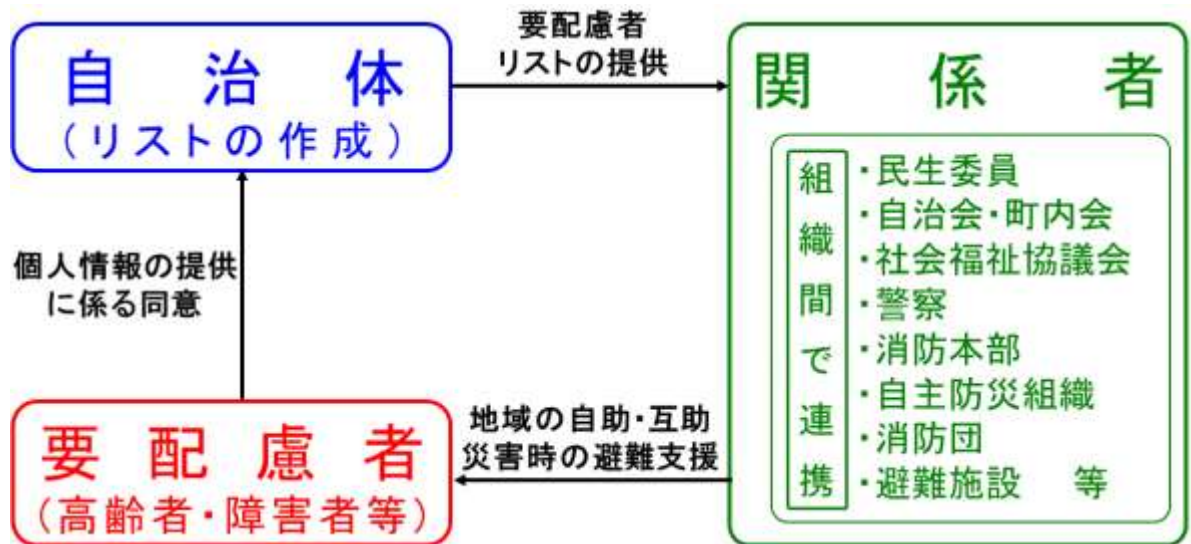 自治体
(リストの作成)
要配慮者
リストの提供
関係者
組織間で連携
・民生委員
・自治会・町内会
・社会福祉協議会
・警察
・消防本部
・自主防災組織
・消防団
・避難施設 等
個人情報の提供
に係る同意
地域の自助・互助
災害時の避難支援
要配慮者
(高齢者・障害者等)